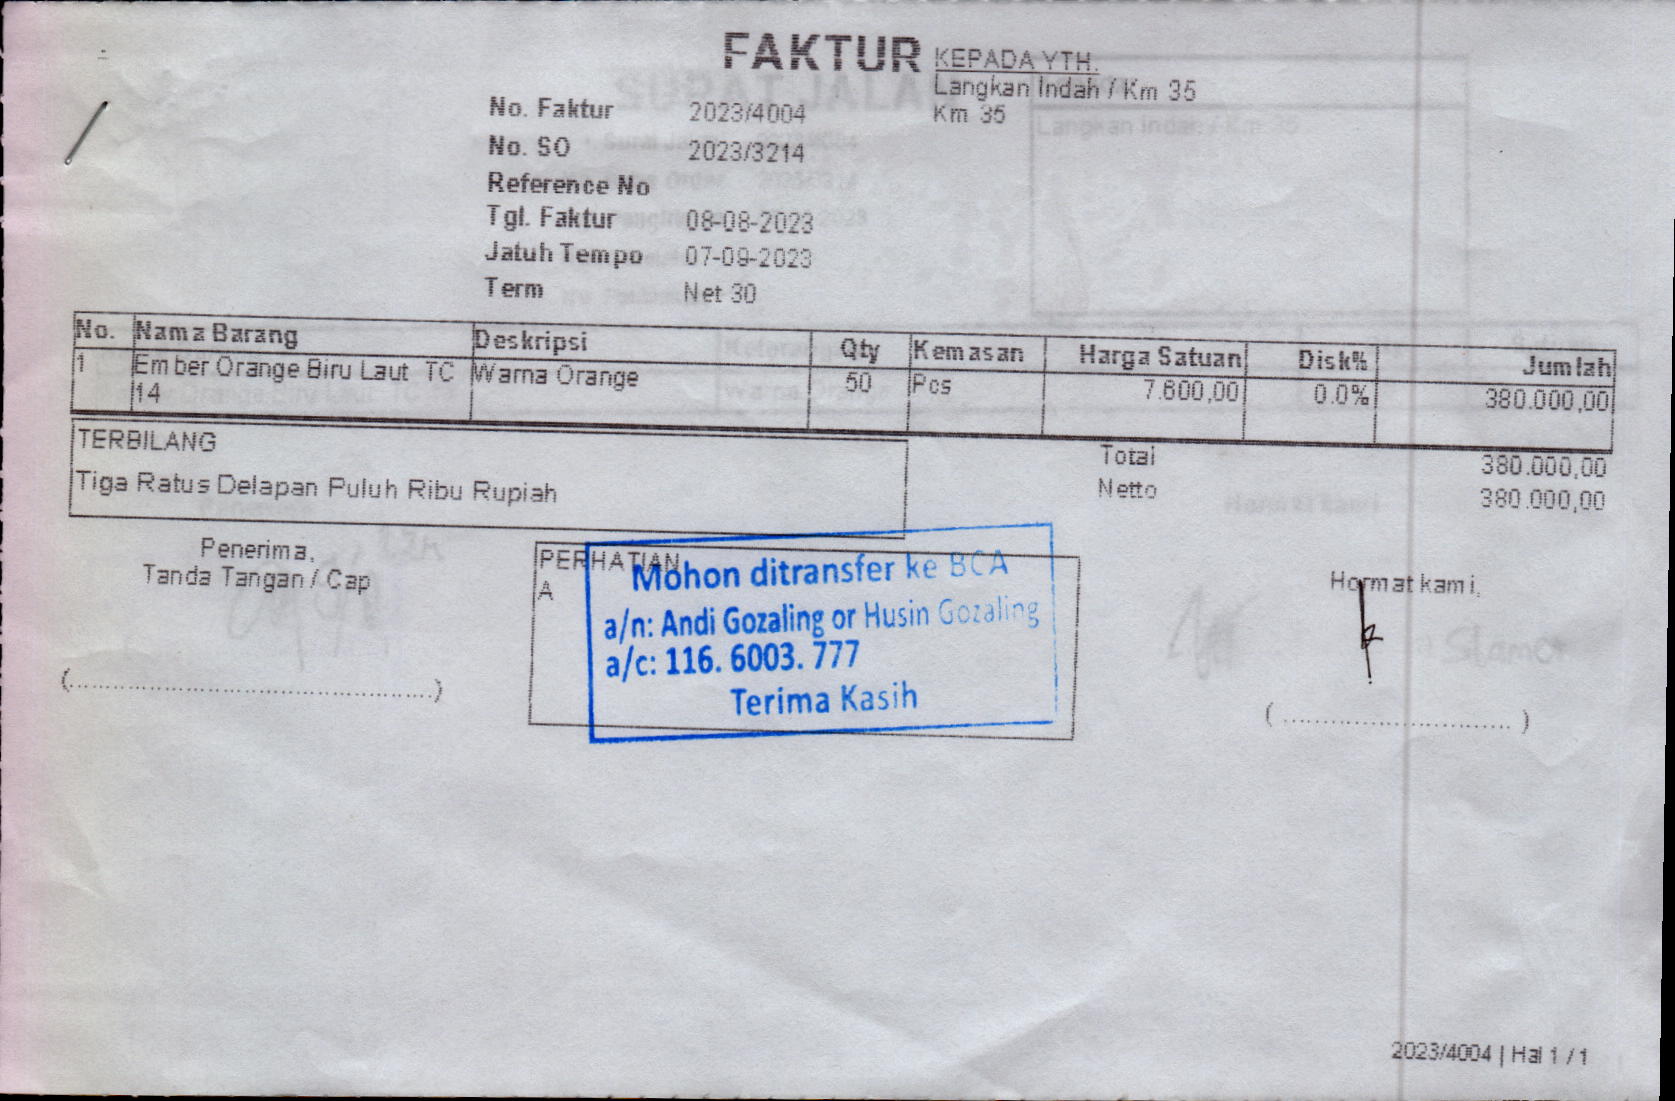 FAKTUR
KEPADA YTH.
Langkan Indah / Km 35
Km 35
No. Faktur 2023/4004
No. SO 2023/3214
Reference No
Tgl. Faktur 08-08-2023
Jatuh Tempo 07-09-2023
Term Net 30
No. Nama Barang Deskripsi Qty Kemasan Harga Satuan Disk% Jumlah
1 Ember Orange Biru Laut TC Warna Orange 50 Pcs 7.600,00 0.0% 380.000,00
14
TERBILANG
Tiga Ratus Delapan Puluh Ribu Rupiah
Total 380.000,00
Netto 380.000,00
Penerima,
Tanda Tangan / Cap
(..........................................)
PERHATIAN
A
Mohon ditransfer ke BCA
a/n: Andi Gozaling or Husin Gozaling
a/c: 116. 6003. 777
Terima Kasih
Hormat kami,
(..............................)
2023/4004 | Hal 1 / 1